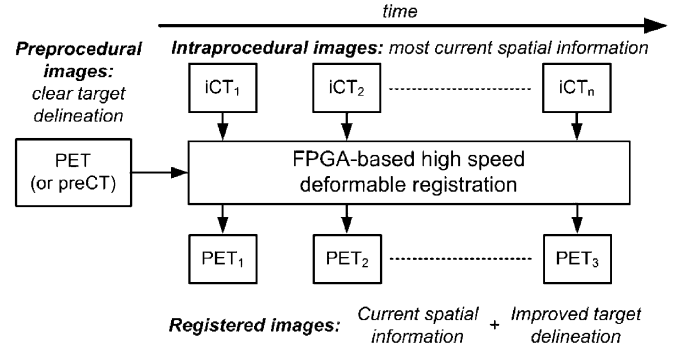 time
Preprocedural
images:
clear target
delineation
Intraprocedural images: most current spatial information
iCT1
iCT2
iCTn
PET
(or preCT)
FPGA-based high speed
deformable registration
PET1
PET2
PET3
Registered images:
Current spatial
information
+
Improved target
delineation